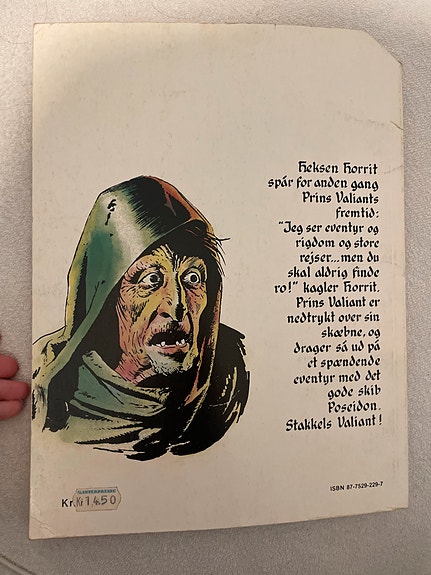 Heksen Horrit
spår for anden gang
Prins Valiants
fremtid:
"Jeg ser eventyr og
rigdom og store
rejser...men du
skal aldrig finde
ro!" kagler Horrit.
Prins Valiant er
nedtrykt over sin
skæbne, og
drager så ud på
et spændende
eventyr med det
gode skib
Poseidon.
Stakkels Valiant!
ISBN 87-7529-229-7
Kr
Kr 14.50